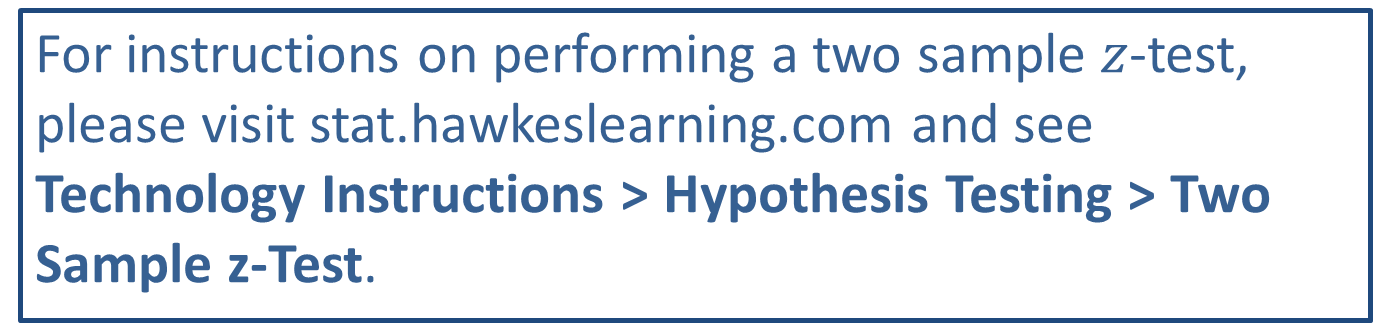 For instructions on performing a two sample z-test,
please visit stat.hawkeslearning.com and see
Technology Instructions > Hypothesis Testing > Two
Sample z-Test.